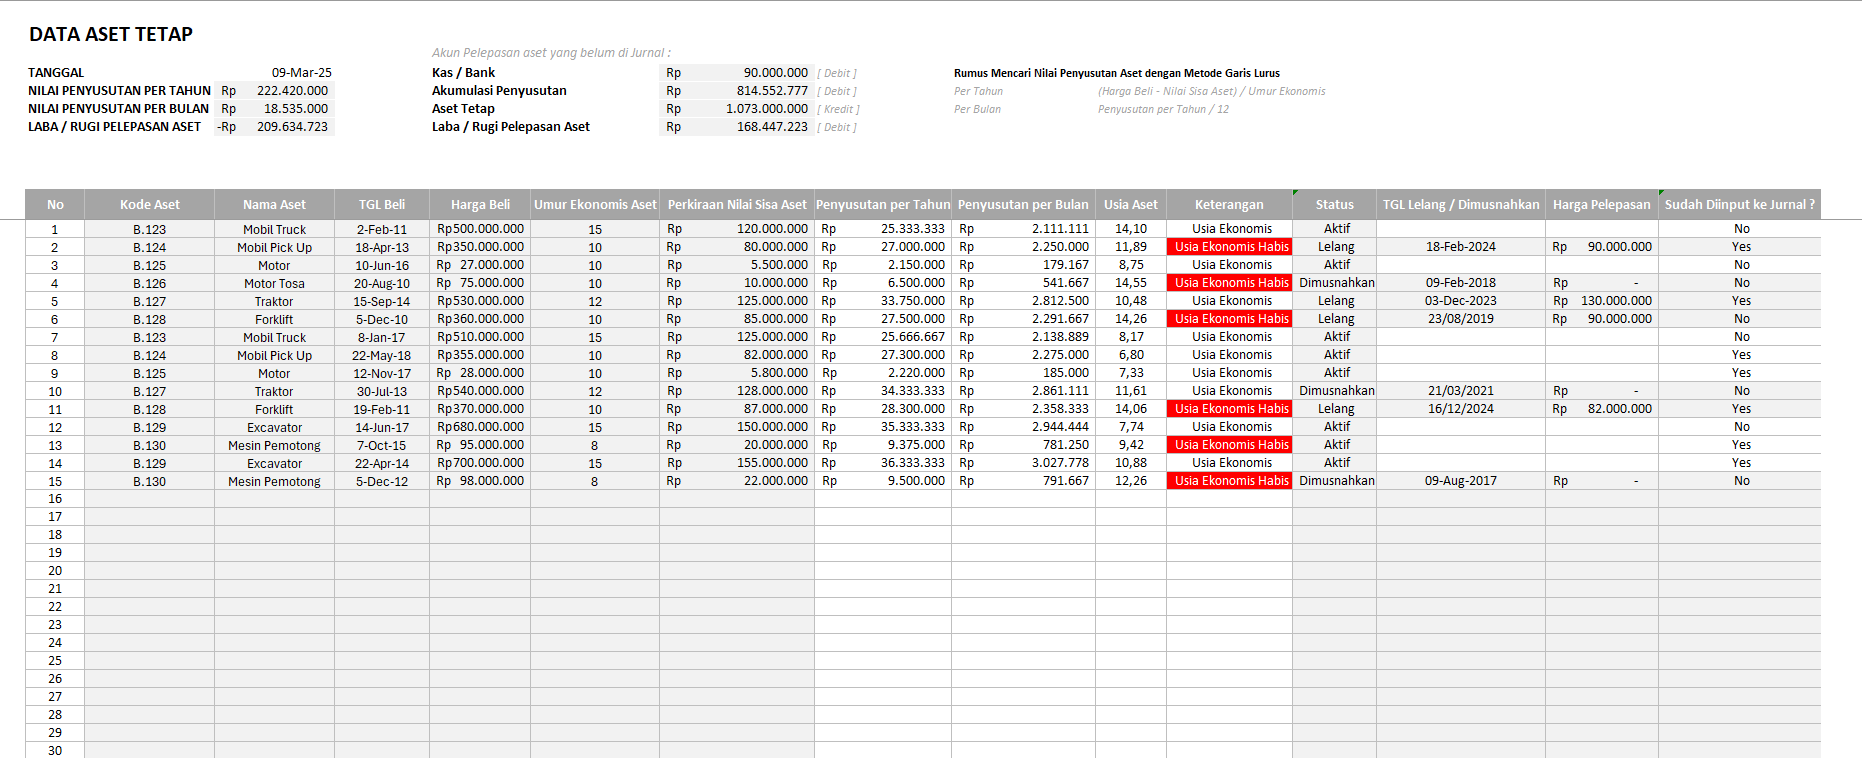 DATA ASET TETAP
Akun Pelepasan aset yang belum di Jurnal :
TANGGAL 09-Mar-25 Kas / Bank Rp 90.000.000 [ Debit ] Rumus Mencari Nilai Penyusutan Aset dengan Metode Garis Lurus
NILAI PENYUSUTAN PER TAHUN Rp 222.420.000 Akumulasi Penyusutan Rp 814.552.777 [ Debit ] Per Tahun (Harga Beli - Nilai Sisa Aset) / Umur Ekonomis
NILAI PENYUSUTAN PER BULAN Rp 18.535.000 Aset Tetap Rp 1.073.000.000 [ Kredit ] Per Bulan Penyusutan per Tahun / 12
LABA / RUGI PELEPASAN ASET -Rp 209.634.723 Laba / Rugi Pelepasan Aset Rp 168.447.223 [ Debit ]
No Kode Aset Nama Aset TGL Beli Harga Beli Umur Ekonomis Aset Perkiraan Nilai Sisa Aset Penyusutan per Tahun Penyusutan per Bulan Usia Aset Keterangan Status TGL Lelang / Dimusnahkan Harga Pelepasan Sudah Diinput ke Jurnal ?
1 B.123 Mobil Truck 2-Feb-11 Rp500.000.000 15 Rp 120.000.000 Rp 25.333.333 Rp 2.111.111 14,10 Usia Ekonomis Aktif No
2 B.124 Mobil Pick Up 18-Apr-13 Rp350.000.000 10 Rp 80.000.000 Rp 27.000.000 Rp 2.250.000 11,89 Usia Ekonomis Habis Lelang 18-Feb-2024 Rp 90.000.000 Yes
3 B.125 Motor 10-Jun-16 Rp 27.000.000 10 Rp 5.500.000 Rp 2.150.000 Rp 179.167 8,75 Usia Ekonomis Aktif No
4 B.126 Motor Tosa 20-Aug-10 Rp 75.000.000 10 Rp 10.000.000 Rp 6.500.000 Rp 541.667 14,55 Usia Ekonomis Habis Dimusnahkan 09-Feb-2018 Rp - No
5 B.127 Traktor 15-Sep-14 Rp530.000.000 12 Rp 125.000.000 Rp 33.750.000 Rp 2.812.500 10,48 Usia Ekonomis Lelang 03-Dec-2023 Rp 130.000.000 Yes
6 B.128 Forklift 5-Dec-10 Rp360.000.000 10 Rp 85.000.000 Rp 27.500.000 Rp 2.291.667 14,26 Usia Ekonomis Habis Lelang 23/08/2019 Rp 90.000.000 No
7 B.123 Mobil Truck 8-Jan-17 Rp510.000.000 15 Rp 125.000.000 Rp 25.666.667 Rp 2.138.889 8,17 Usia Ekonomis Aktif No
8 B.124 Mobil Pick Up 22-May-18 Rp355.000.000 10 Rp 82.000.000 Rp 27.300.000 Rp 2.275.000 6,80 Usia Ekonomis Aktif Yes
9 B.125 Motor 12-Nov-17 Rp 28.000.000 10 Rp 5.800.000 Rp 2.220.000 Rp 185.000 7,33 Usia Ekonomis Aktif Yes
10 B.127 Traktor 30-Jul-13 Rp540.000.000 12 Rp 128.000.000 Rp 34.333.333 Rp 2.861.111 11,61 Usia Ekonomis Dimusnahkan 21/03/2021 Rp - No
11 B.128 Forklift 19-Feb-11 Rp370.000.000 10 Rp 87.000.000 Rp 28.300.000 Rp 2.358.333 14,06 Usia Ekonomis Habis Lelang 16/12/2024 Rp 82.000.000 Yes
12 B.129 Excavator 14-Jun-17 Rp680.000.000 15 Rp 150.000.000 Rp 35.333.333 Rp 2.944.444 7,74 Usia Ekonomis Aktif No
13 B.130 Mesin Pemotong 7-Oct-15 Rp 95.000.000 8 Rp 20.000.000 Rp 9.375.000 Rp 781.250 9,42 Usia Ekonomis Habis Aktif Yes
14 B.129 Excavator 22-Apr-14 Rp700.000.000 15 Rp 155.000.000 Rp 36.333.333 Rp 3.027.778 10,88 Usia Ekonomis Aktif Yes
15 B.130 Mesin Pemotong 5-Dec-12 Rp 98.000.000 8 Rp 22.000.000 Rp 9.500.000 Rp 791.667 12,26 Usia Ekonomis Habis Dimusnahkan 09-Aug-2017 Rp - No
16
17
18
19
20
21
22
23
24
25
26
27
28
29
30